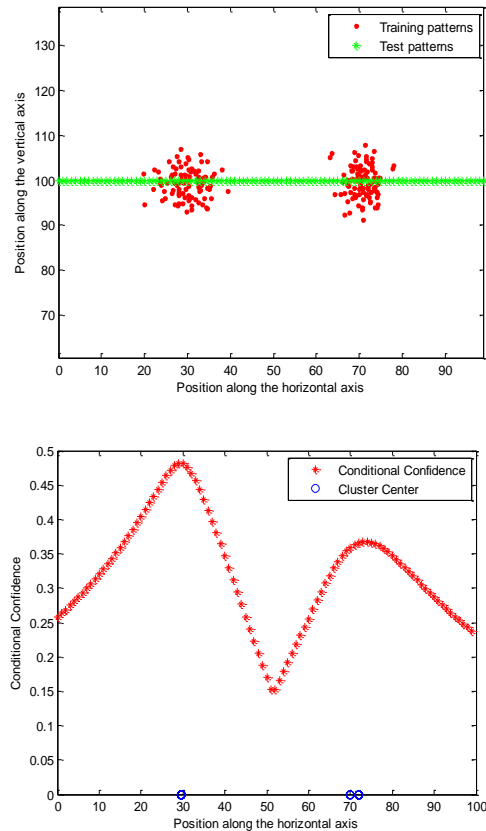 Training patterns
Test patterns
130
120
110
100
90
80
70
Position along the vertical axis
0 10 20 30 40 50 60 70 80 90
Position along the horizontal axis
Conditional Confidence
Cluster Center
0.5
0.45
0.4
0.35
0.3
0.25
0.2
0.15
0.1
0.05
0
Conditional Confidence
0 10 20 30 40 50 60 70 80 90 100
Position along the horizontal axis